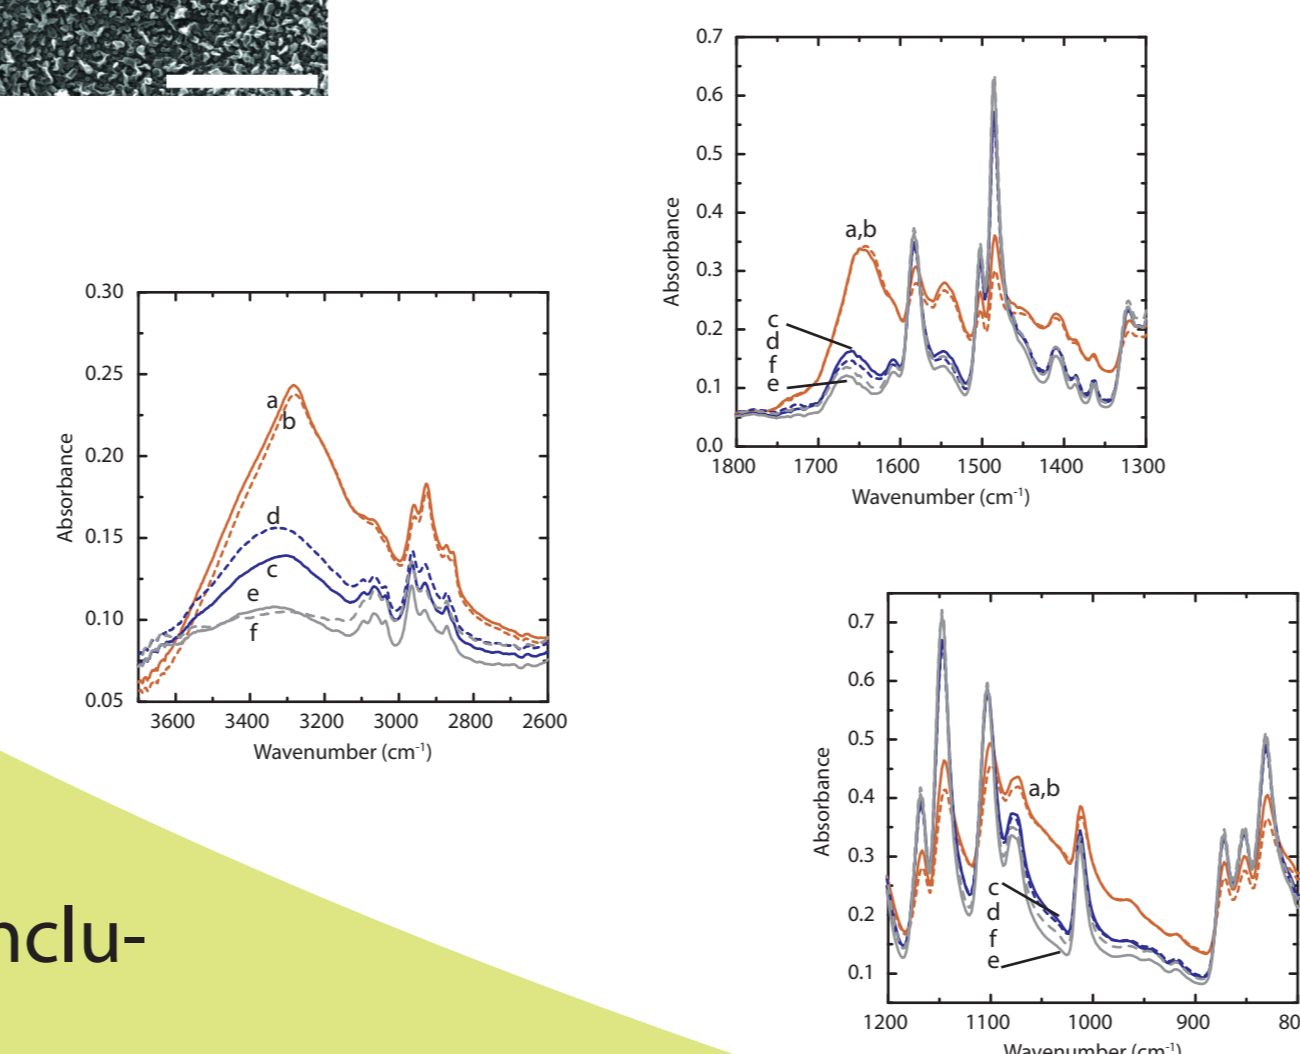 0.7
0.6
0.5
0.4
0.3
0.2
0.1
0.0
Absorbance
a,b
c
d
f
e
1800 1700 1600 1500 1400 1300
Wavenumber (cm-1)
0.30
0.25
0.20
0.15
0.10
0.05
Absorbance
a
b
d
c
e
f
3600 3400 3200 3000 2800 2600
Wavenumber (cm-1)
0.7
0.6
0.5
0.4
0.3
0.2
0.1
Absorbance
a,b
c
d
f
e
1200 1100 1000 900 80
Wavenumber (cm-1)
nclu-